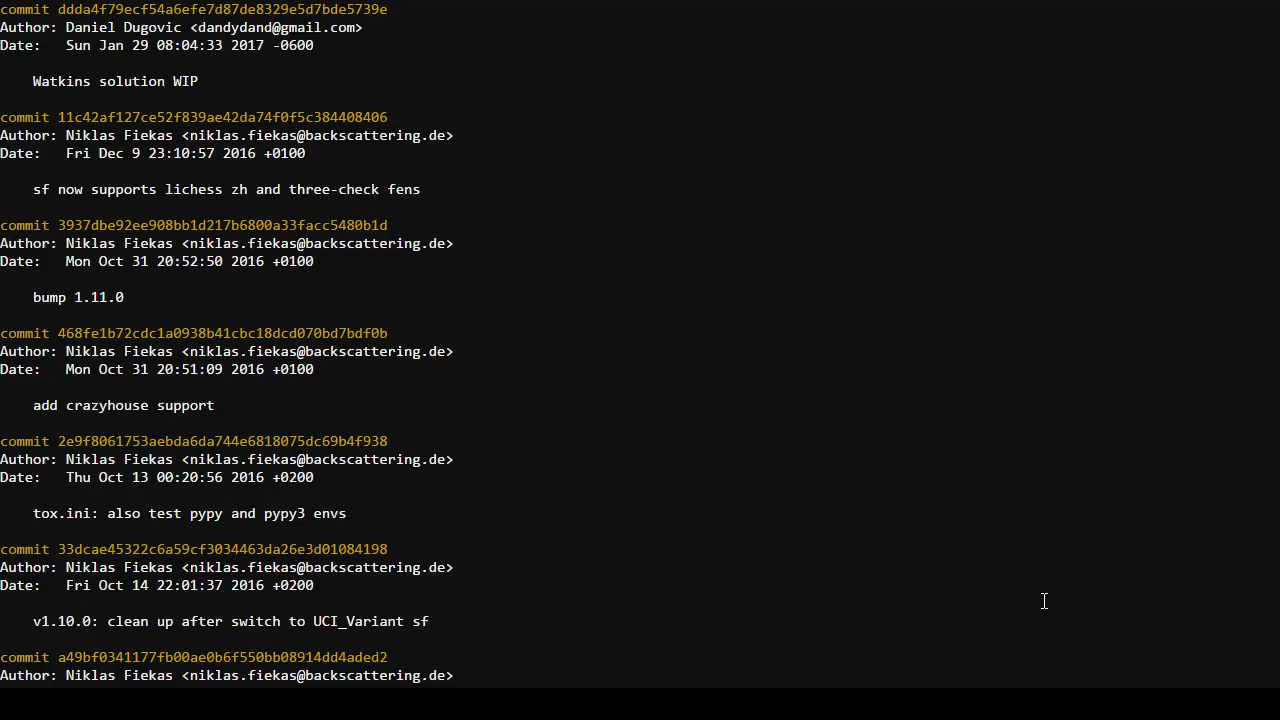 commit ddda4f79ecf54a6efe7d87de8329e5d7bde5739e
Author: Daniel Dugovic <dandydand@gmail.com>
Date:   Sun Jan 29 08:04:33 2017 -0600
    Watkins solution WIP
commit 11c42af127ce52f839ae42da74f0f5c384408406
Author: Niklas Fiekas <niklas.fiekas@backscattering.de>
Date:   Fri Dec 9 23:10:57 2016 +0100
    sf now supports lichess zh and three-check fens
commit 3937dbe92ee908bb1d217b6800a33facc5480b1d
Author: Niklas Fiekas <niklas.fiekas@backscattering.de>
Date:   Mon Oct 31 20:52:50 2016 +0100
    bump 1.11.0
commit 468fe1b72cdc1a0938b41cbc18dcd070bd7bdf0b
Author: Niklas Fiekas <niklas.fiekas@backscattering.de>
Date:   Mon Oct 31 20:51:09 2016 +0100
    add crazyhouse support
commit 2e9f8061753aebda6da744e6818075dc69b4f938
Author: Niklas Fiekas <niklas.fiekas@backscattering.de>
Date:   Thu Oct 13 00:20:56 2016 +0200
    tox.ini: also test pypy and pypy3 envs
commit 33dcae45322c6a59cf3034463da26e3d01084198
Author: Niklas Fiekas <niklas.fiekas@backscattering.de>
Date:   Fri Oct 14 22:01:37 2016 +0200
    v1.10.0: clean up after switch to UCI_Variant sf
commit a49bf0341177fb00ae0b6f550bb08914dd4aded2
Author: Niklas Fiekas <niklas.fiekas@backscattering.de>